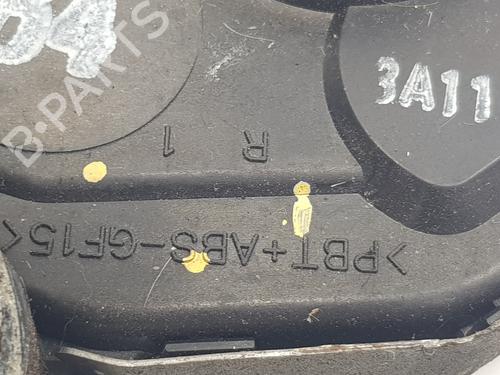 3A11
R 1
>PBT+ABS-GF15<
B-PARTS